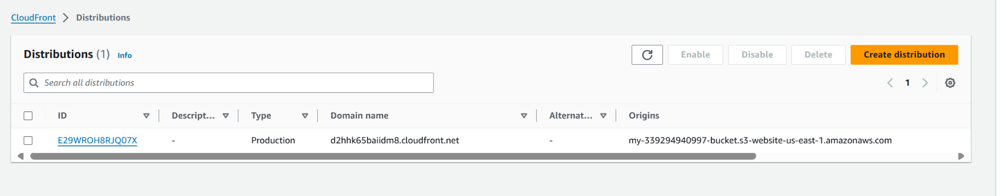 CloudFront > Distributions
Distributions (1) Info
Enable Disable Delete Create distribution
Search all distributions
1
ID Descript... Type Domain name Alternat... Origins
E29WROH8RJQ07X - Production d2hhk65baiidm8.cloudfront.net - my-339294940997-bucket.s3-website-us-east-1.amazonaws.com